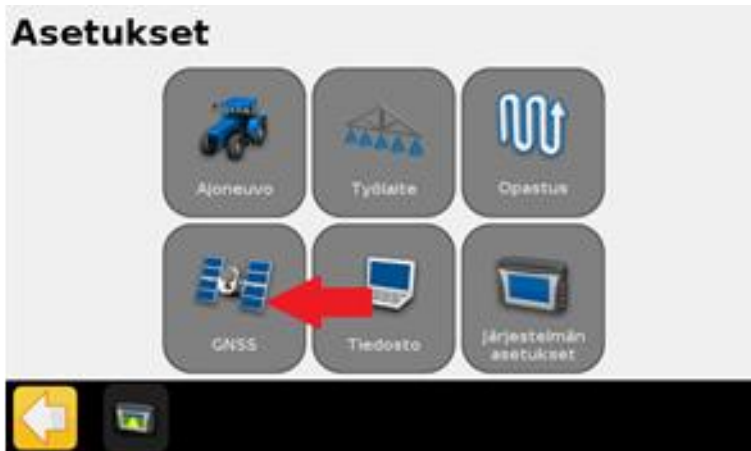 Asetukset
Ajoneuvo
Työlaite
Opastus
GNSS
Tiedosto
Järjestelmän
asetukset